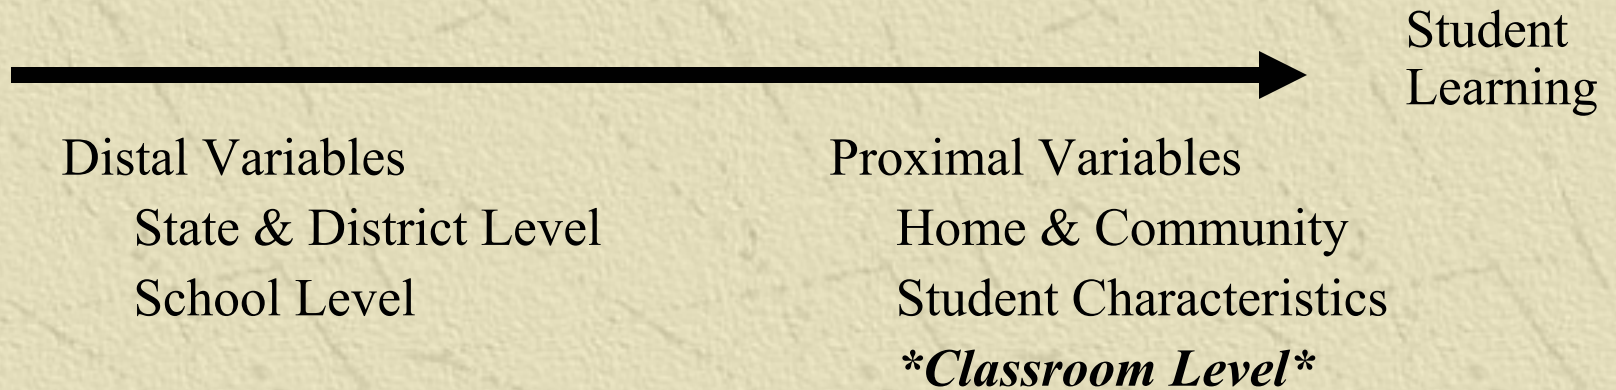 Student
Learning
Distal Variables
State & District Level
School Level
Proximal Variables
Home & Community
Student Characteristics
*Classroom Level*